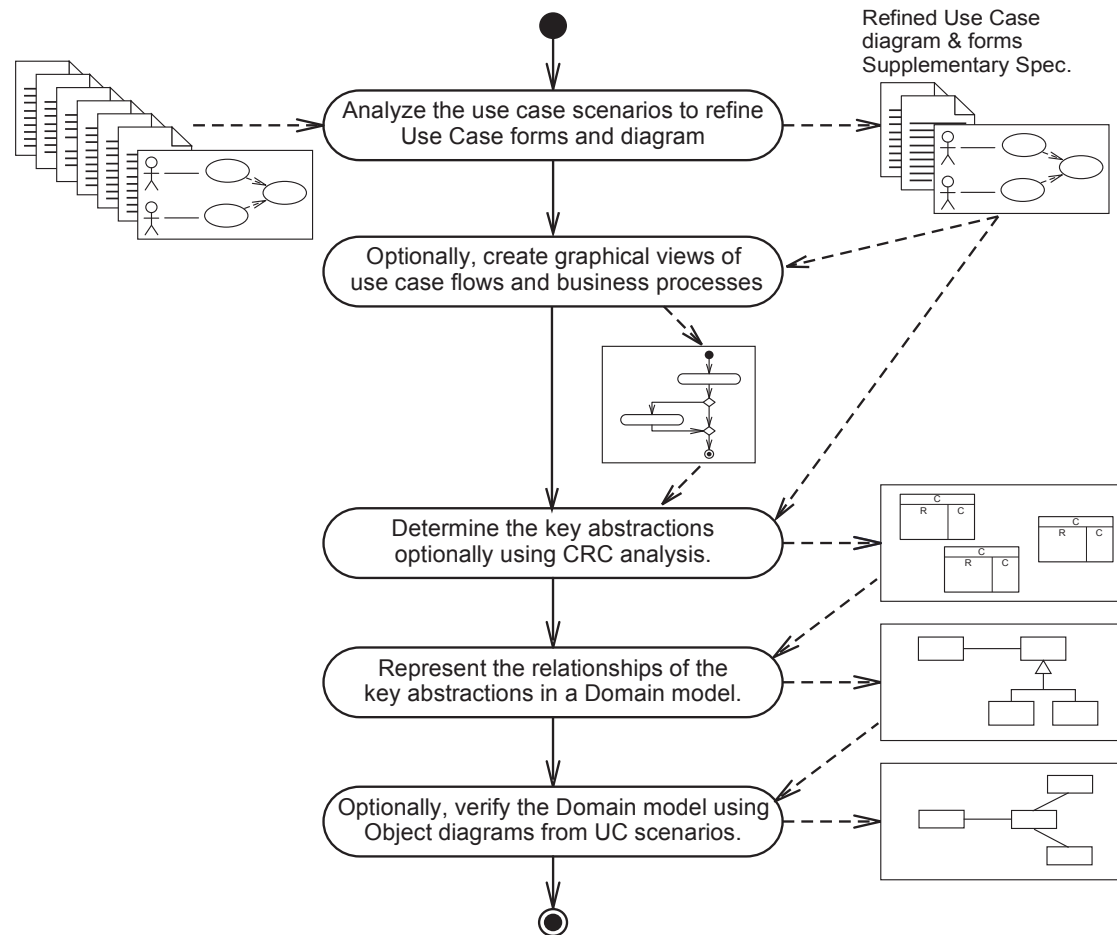 Refined Use Case
diagram & forms
Supplementary Spec.
Analyze the use case scenarios to refine
Use Case forms and diagram
Optionally, create graphical views of
use case flows and business processes
Determine the key abstractions
optionally using CRC analysis.
C
R C
C
R C
C
R C
Represent the relationships of the
key abstractions in a Domain model.
Optionally, verify the Domain model using
Object diagrams from UC scenarios.